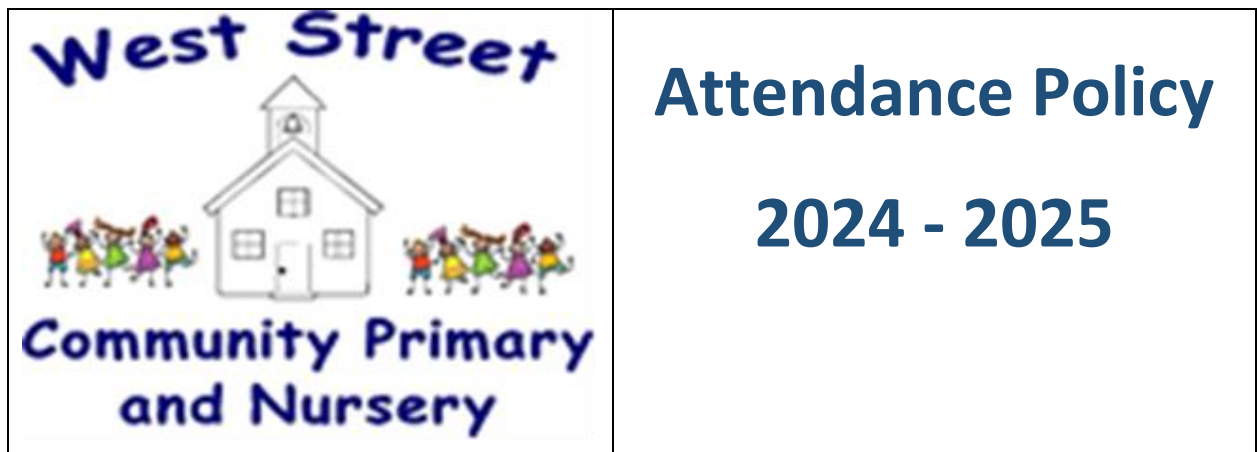 West Street
Community Primary
and Nursery
Attendance Policy
2024 - 2025